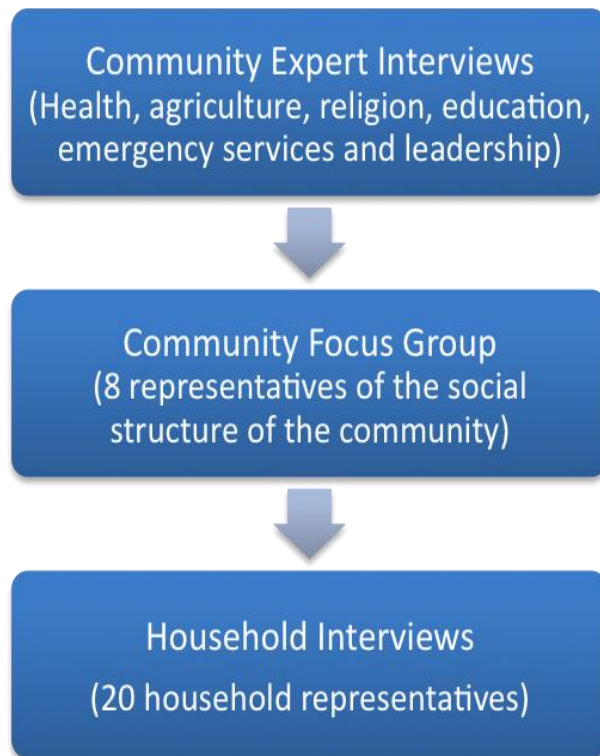 Community Expert Interviews
(Health, agriculture, religion, education,
emergency services and leadership)
Community Focus Group
(8 representatives of the social
structure of the community)
Household Interviews
(20 household representatives)